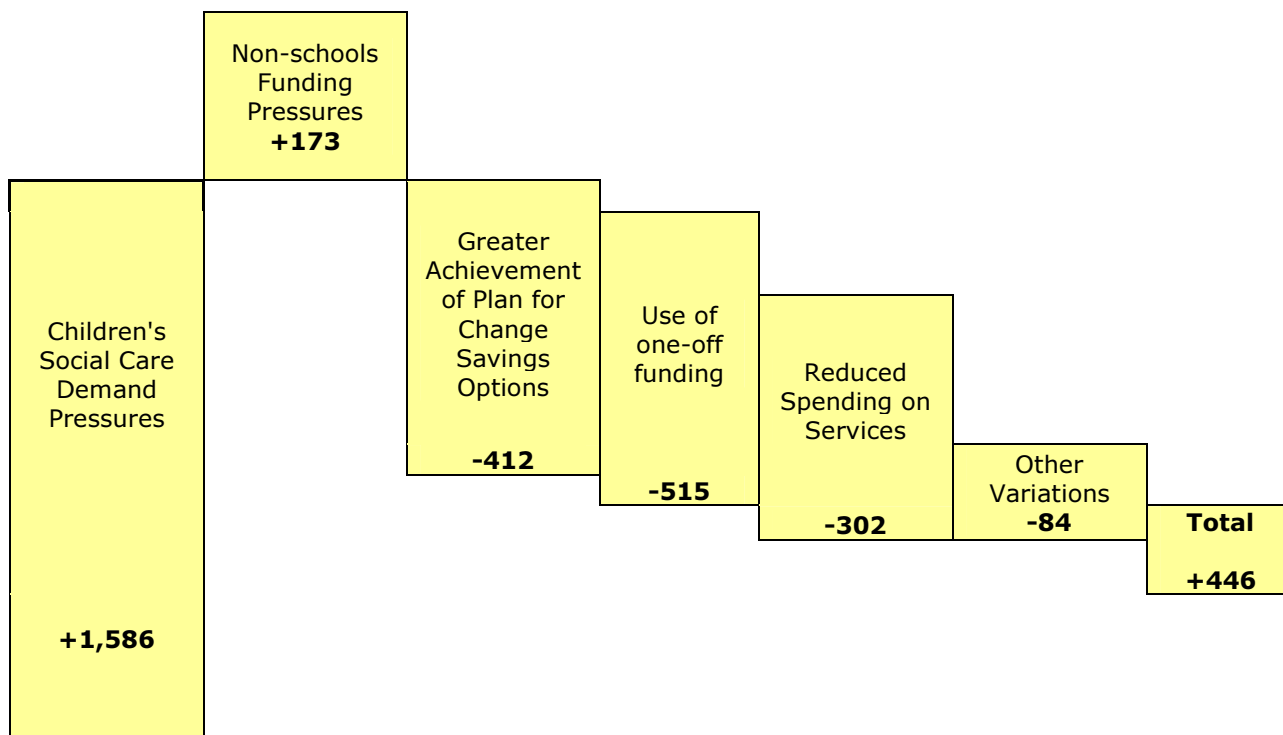 Non-schools
Funding
Pressures
+173
Children's
Social Care
Demand
Pressures
+1,586
Greater
Achievement
of Plan for
Change
Savings
Options
-412
Use of
one-off
funding
-515
Reduced
Spending on
Services
-302
Other
Variations
-84
Total
+446